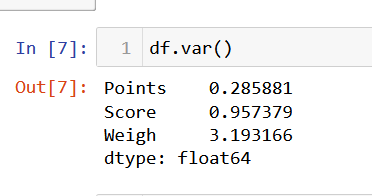 In [7]: 1 df.var()
Out[7]: Points 0.285881
Score 0.957379
Weigh 3.193166
dtype: float64